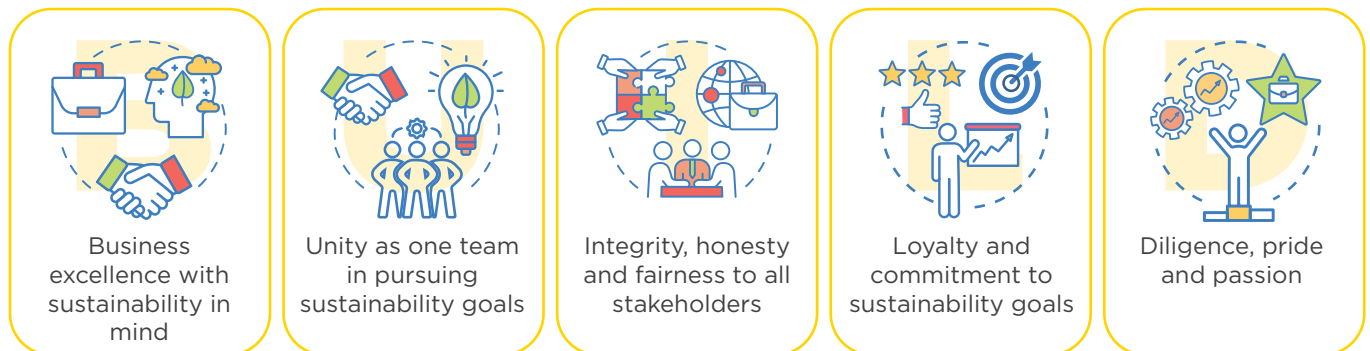 B
Business
excellence with
sustainability in
mind
U
Unity as one team
in pursuing
sustainability goals
I
Integrity, honesty
and fairness to all
stakeholders
L
Loyalty and
commitment to
sustainability goals
D
Diligence, pride
and passion